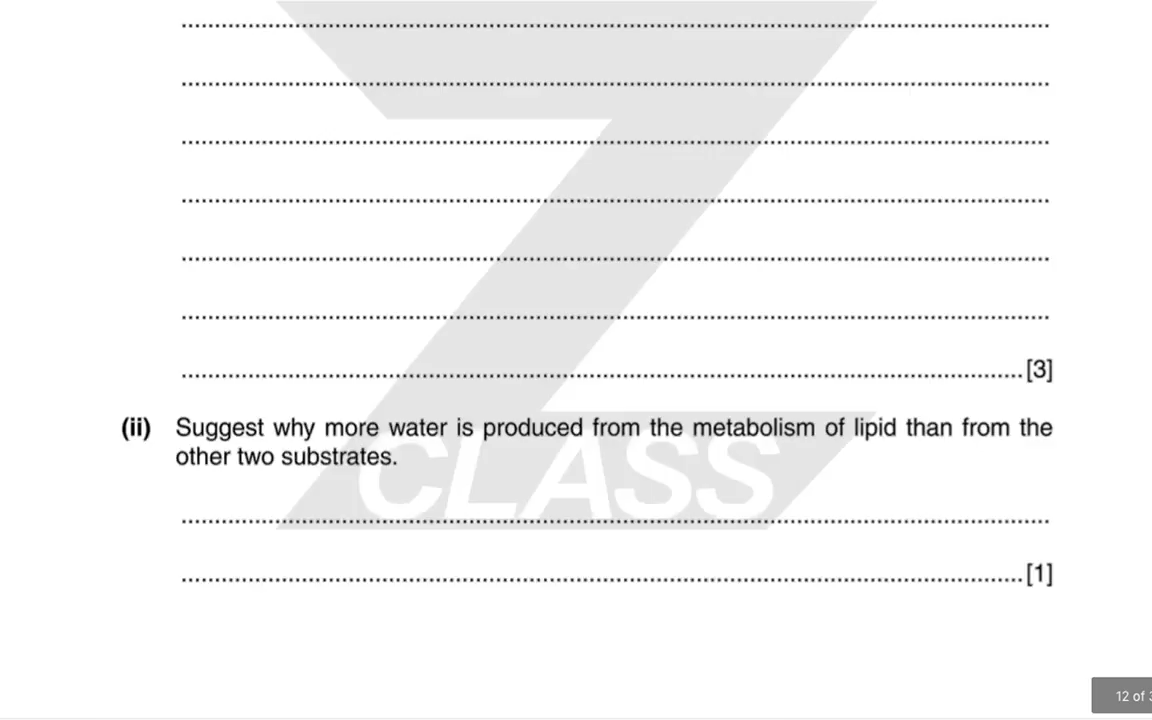 [3]
(ii) Suggest why more water is produced from the metabolism of lipid than from the
other two substrates.
CLASS
[1]
12 of 3